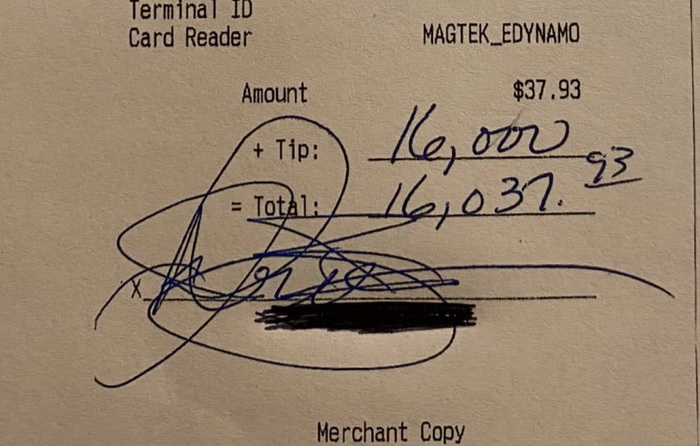 Terminal ID
Card Reader MAGTEK_EDYNAMO
Amount $37.93
+ Tip: 16,000
= Total: 16,037.93
X
Merchant Copy